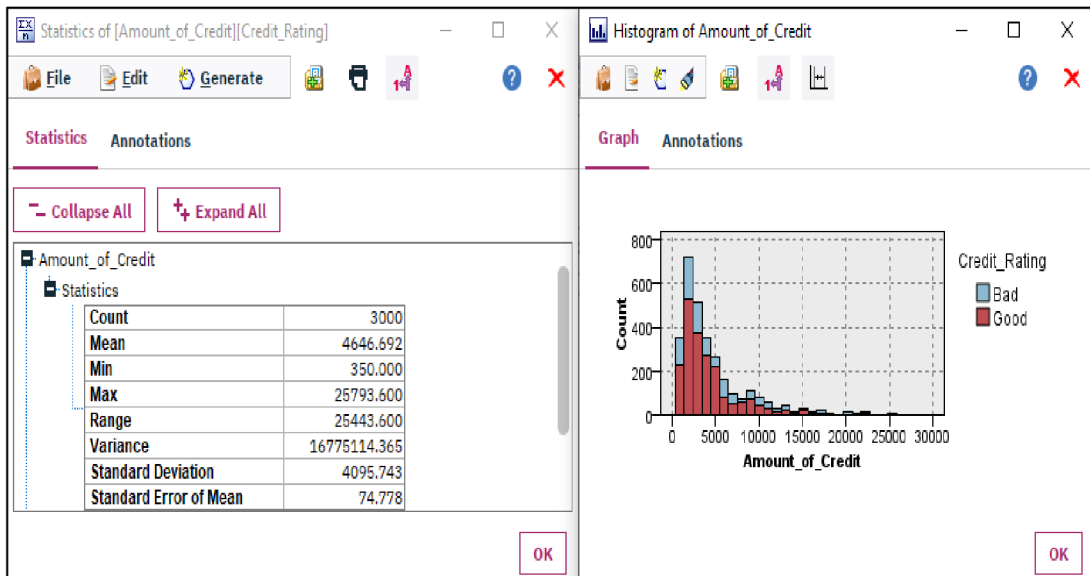 Statistics of [Amount_of_Credit][Credit_Rating]
File Edit Generate
Statistics Annotations
Collapse All Expand All
Amount_of_Credit
Statistics
Count 3000
Mean 4646.692
Min 350.000
Max 25793.600
Range 25443.600
Variance 16775114.365
Standard Deviation 4095.743
Standard Error of Mean 74.778
OK
Histogram of Amount_of_Credit
Graph Annotations
800
600
400
200
0
Count
0 5000 10000 15000 20000 25000 30000
Amount_of_Credit
Credit_Rating
Bad
Good
OK